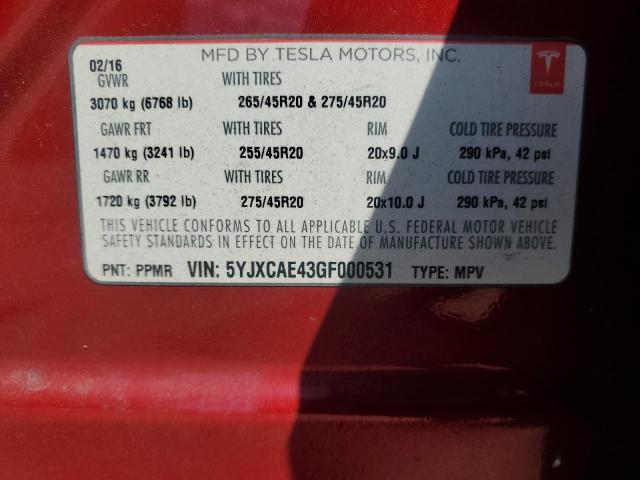 MFD BY TESLA MOTORS, INC.
02/16
GVWR WITH TIRES
3070 kg (6768 lb) 265/45R20 & 275/45R20
GAWR FRT WITH TIRES RIM COLD TIRE PRESSURE
1470 kg (3241 lb) 255/45R20 20x9.0 J 290 kPa, 42 psi
GAWR RR WITH TIRES RIM COLD TIRE PRESSURE
1720 kg (3792 lb) 275/45R20 20x10.0 J 290 kPa, 42 psi
THIS VEHICLE CONFORMS TO ALL APPLICABLE U.S. FEDERAL MOTOR VEHICLE
SAFETY STANDARDS IN EFFECT ON THE DATE OF MANUFACTURE SHOWN ABOVE.
PNT: PPMR VIN: 5YJXCAE43GF000531 TYPE: MPV
TESLA